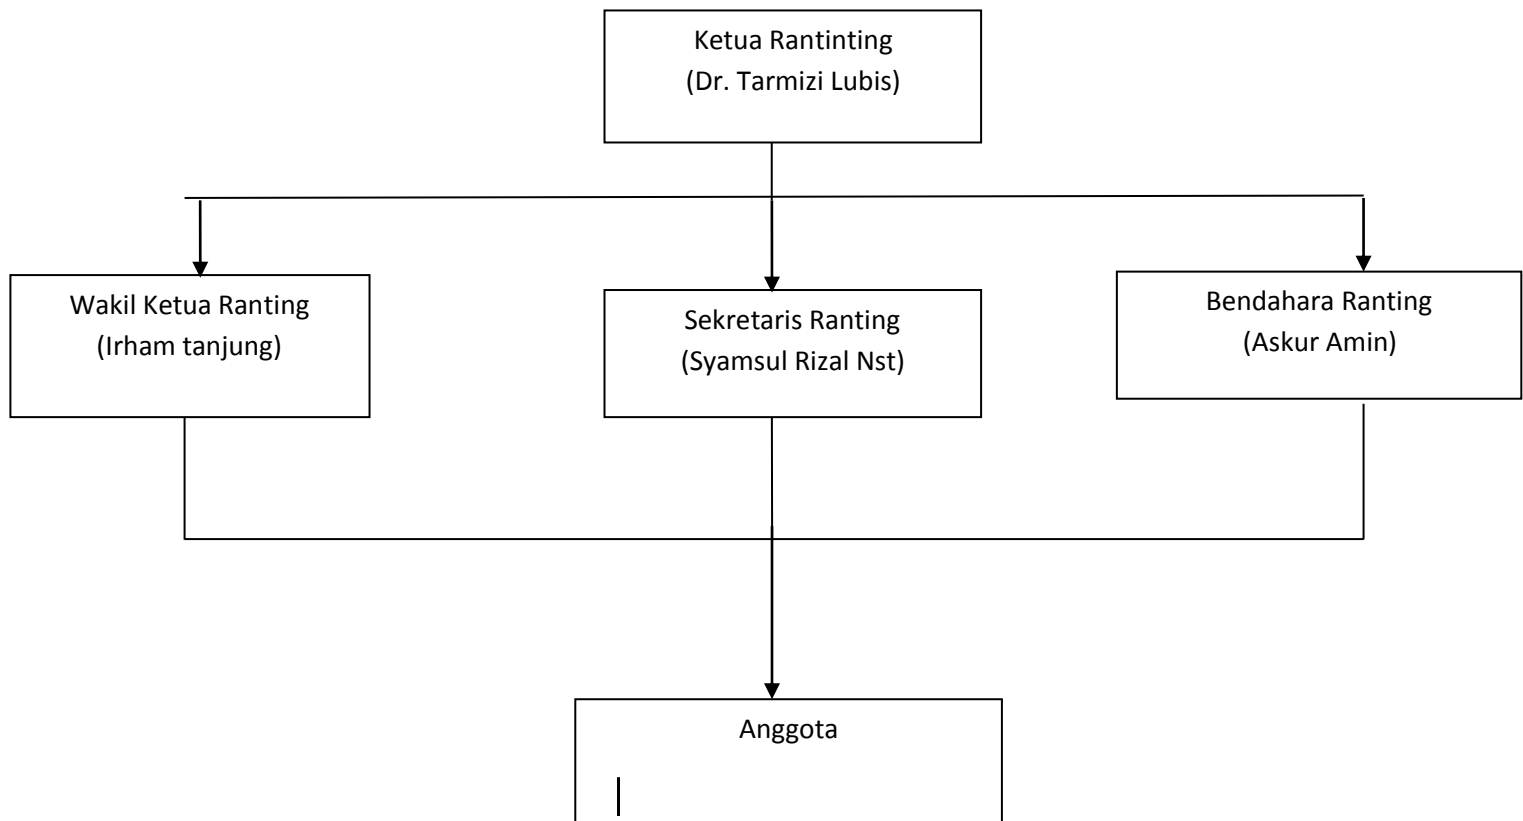 Ketua Rantinting
(Dr. Tarmizi Lubis)
Wakil Ketua Ranting
(Irham tanjung)
Sekretaris Ranting
(Syamsul Rizal Nst)
Bendahara Ranting
(Askur Amin)
Anggota